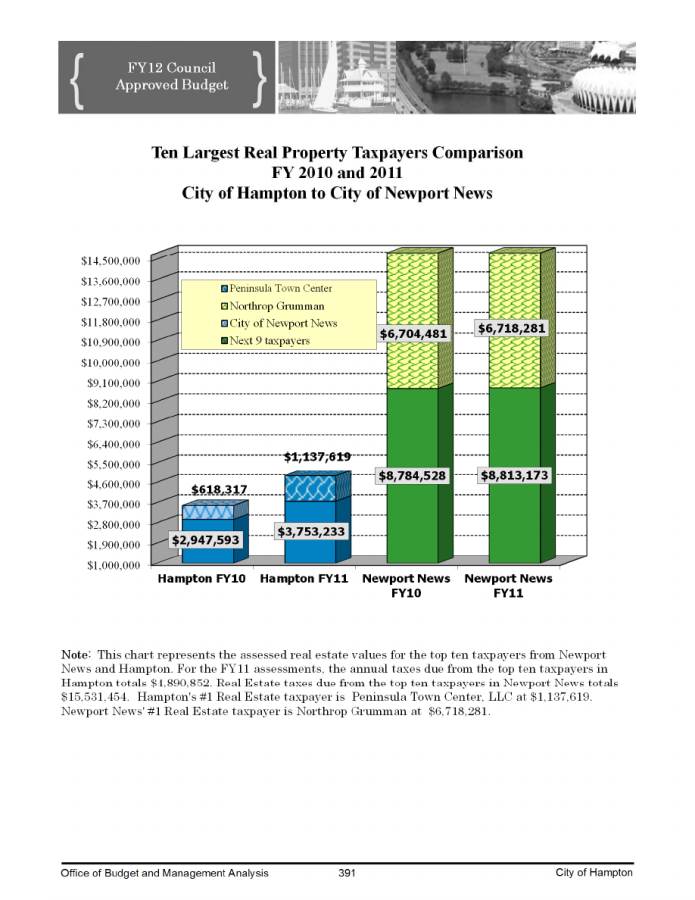 FY12 Council
Approved Budget
Ten Largest Real Property Taxpayers Comparison
FY 2010 and 2011
City of Hampton to City of Newport News
$14,500,000
$13,600,000
$12,700,000
$11,800,000
$10,900,000
$10,000,000
$9,100,000
$8,200,000
$7,300,000
$6,400,000
$5,500,000
$4,600,000
$3,700,000
$2,800,000
$1,900,000
$1,000,000
Peninsula Town Center
Northrop Grumman
City of Newport News
Next 9 taxpayers
$618,317
$2,947,593
$1,137,619
$3,753,233
$6,704,481
$8,784,528
$6,718,281
$8,813,173
Hampton FY10
Hampton FY11
Newport News
FY10
Newport News
FY11
Note: This chart represents the assessed real estate values for the top ten taxpayers from Newport
News and Hampton. For the FY11 assessments, the annual taxes due from the top ten taxpayers in
Hampton totals $4,890,852. Real Estate taxes due from the top ten taxpayers in Newport News totals
$15,531,454. Hampton's #1 Real Estate taxpayer is Peninsula Town Center, LLC at $1,137,619.
Newport News' #1 Real Estate taxpayer is Northrop Grumman at $6,718,281.
Office of Budget and Management Analysis
391
City of Hampton